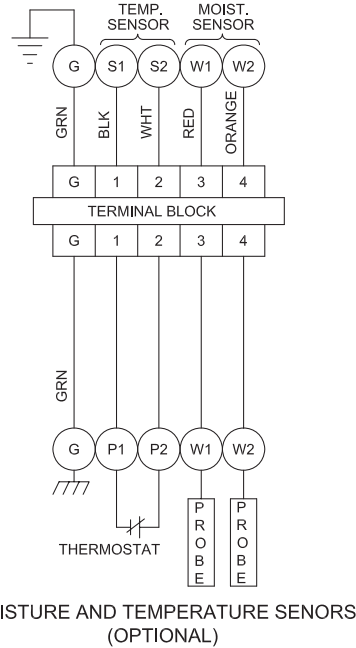 TEMP. SENSOR
MOIST. SENSOR
G S1 S2 W1 W2
GRN BLK WHT RED ORANGE
G 1 2 3 4
TERMINAL BLOCK
G 1 2 3 4
GRN
G P1 P2 W1 W2
THERMOSTAT
PROBE
PROBE
ISTURE AND TEMPERATURE SENORS
(OPTIONAL)